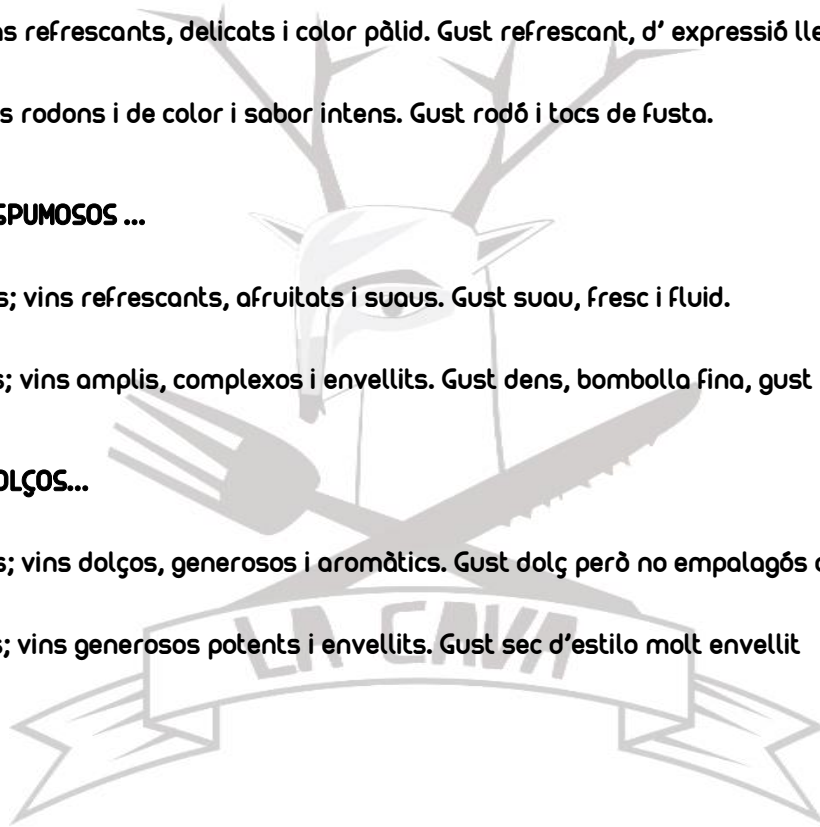 refrescants, delicats i color pàlid. Gust refrescant, d’ expressió
rodons i de color i sabor intens. Gust rodó i tocs de fusta.
SPUMOSOS ...
vins refrescants, afruitats i suaus. Gust suau, fresc i fluid.
vins amplis, complexos i envellits. Gust dens, bombolla fina, gust
OLÇOS...
vins dolços, generosos i aromàtics. Gust dolç però no empalagós
vins generosos potents i envellits. Gust sec d’estilo molt envellit
LA CAVA